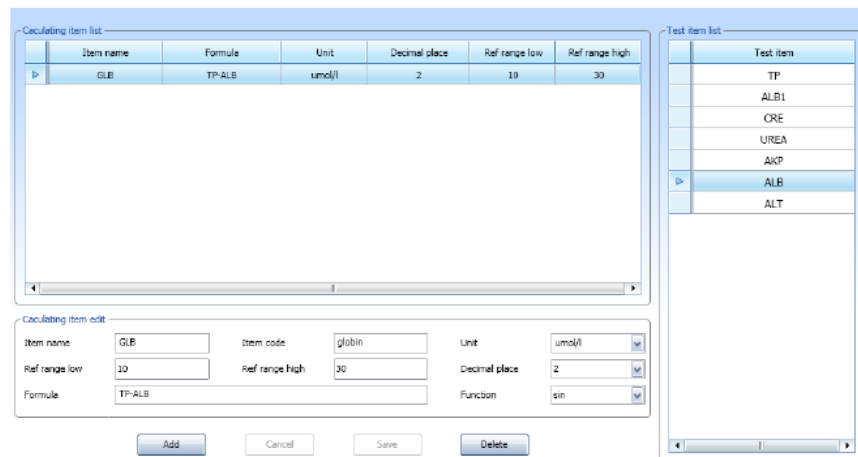 Caculating item list
Item name Formula Unit Decimal place Ref range low Ref range high
GLB TP-ALB umol/l 2 10 30
Caculating item edit
Item name GLB Item code globin Unit umol/l
Ref range low 10 Ref range high 30 Decimal place 2
Formula TP-ALB Function sin
Add Cancel Save Delete
Test item list
Test item
TP
ALB1
CRE
UREA
AKP
ALB
ALT